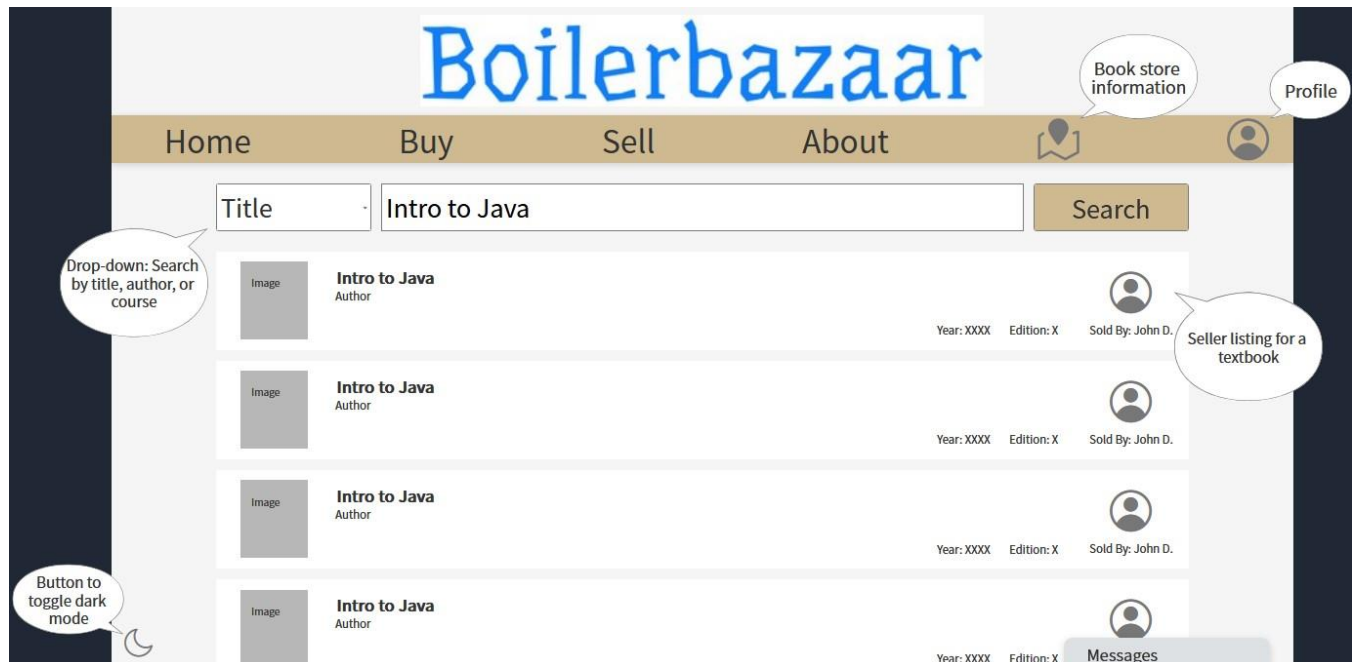 Boilerbazaar
Book store
information
Profile
Home Buy Sell About
Title Intro to Java Search
Drop-down: Search
by title, author, or
course
Image
Intro to Java
Author
Year: XXXX Edition: X Sold By: John D.
Seller listing for a
textbook
Image
Intro to Java
Author
Year: XXXX Edition: X Sold By: John D.
Image
Intro to Java
Author
Year: XXXX Edition: X Sold By: John D.
Button to
toggle dark
mode
Image
Intro to Java
Author
Year: XXXX Edition: X
Messages